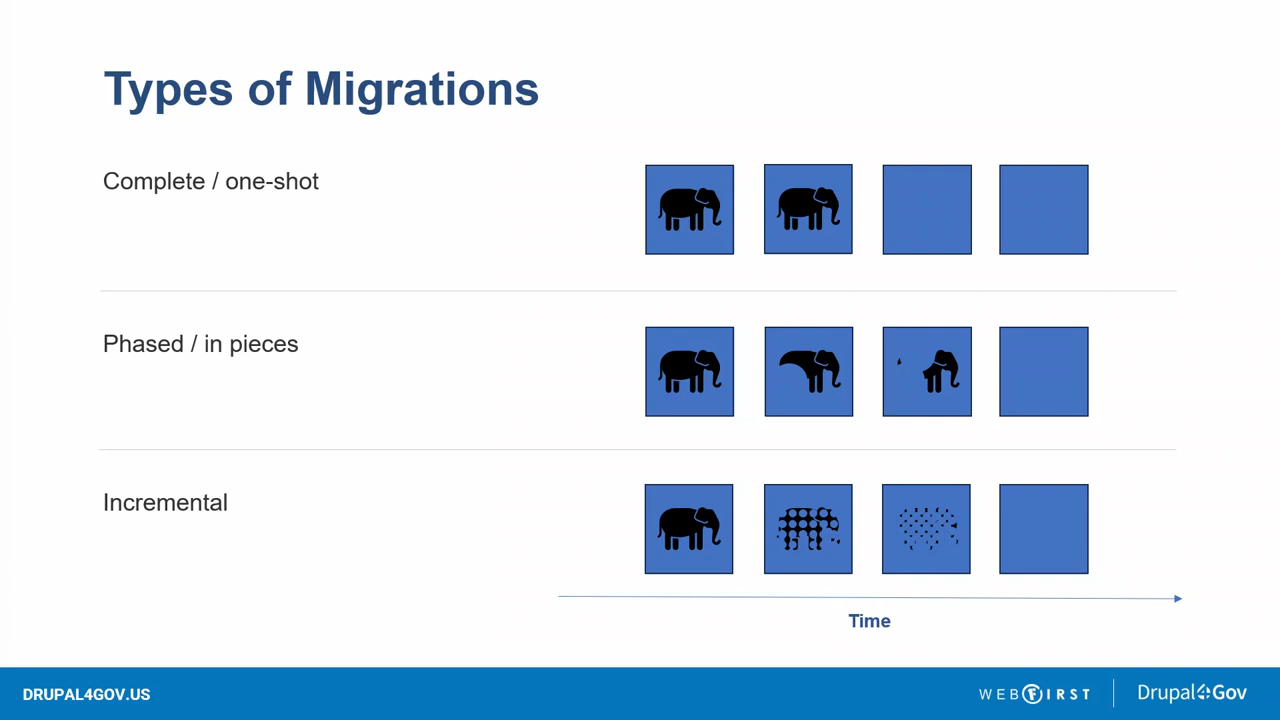 Types of Migrations
Complete / one-shot
Phased / in pieces
Incremental
Time
DRUPAL4GOV.US
WEBFIRST
Drupal4Gov